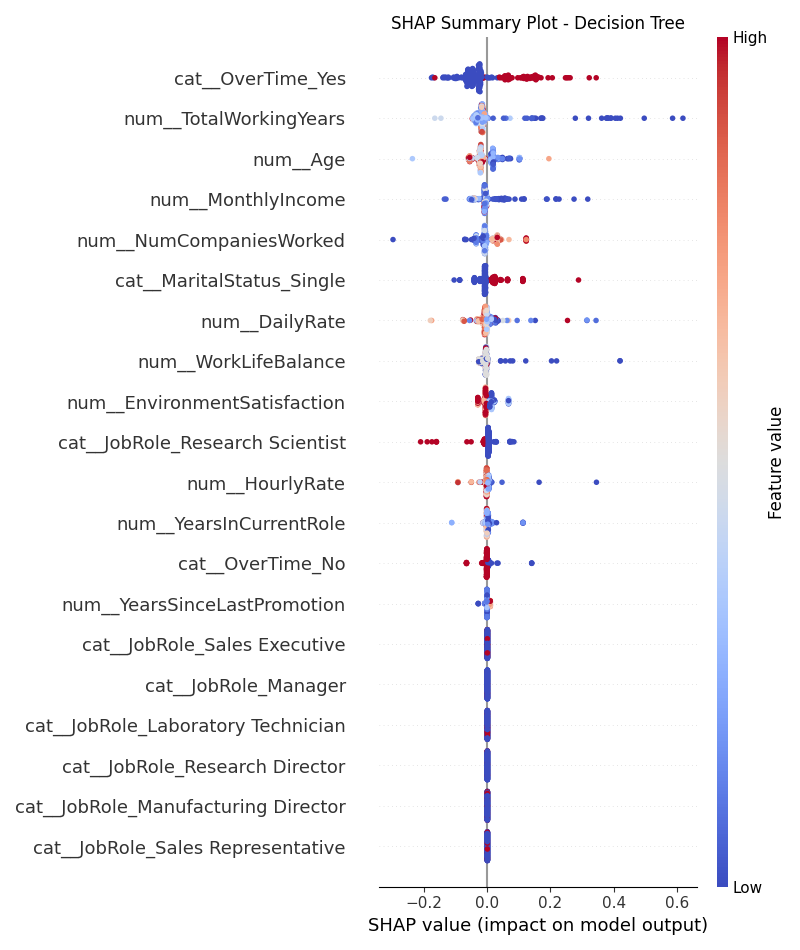 SHAP Summary Plot - Decision Tree
High
cat__OverTime_Yes
num__TotalWorkingYears
num__Age
num__MonthlyIncome
num__NumCompaniesWorked
cat__MaritalStatus_Single
num__DailyRate
num__WorkLifeBalance
num__EnvironmentSatisfaction
cat__JobRole_Research Scientist
num__HourlyRate
num__YearsInCurrentRole
cat__OverTime_No
num__YearsSinceLastPromotion
cat__JobRole_Sales Executive
cat__JobRole_Manager
cat__JobRole_Laboratory Technician
cat__JobRole_Research Director
cat__JobRole_Manufacturing Director
cat__JobRole_Sales Representative
Feature value
Low
−0.2 0.0 0.2 0.4 0.6
SHAP value (impact on model output)